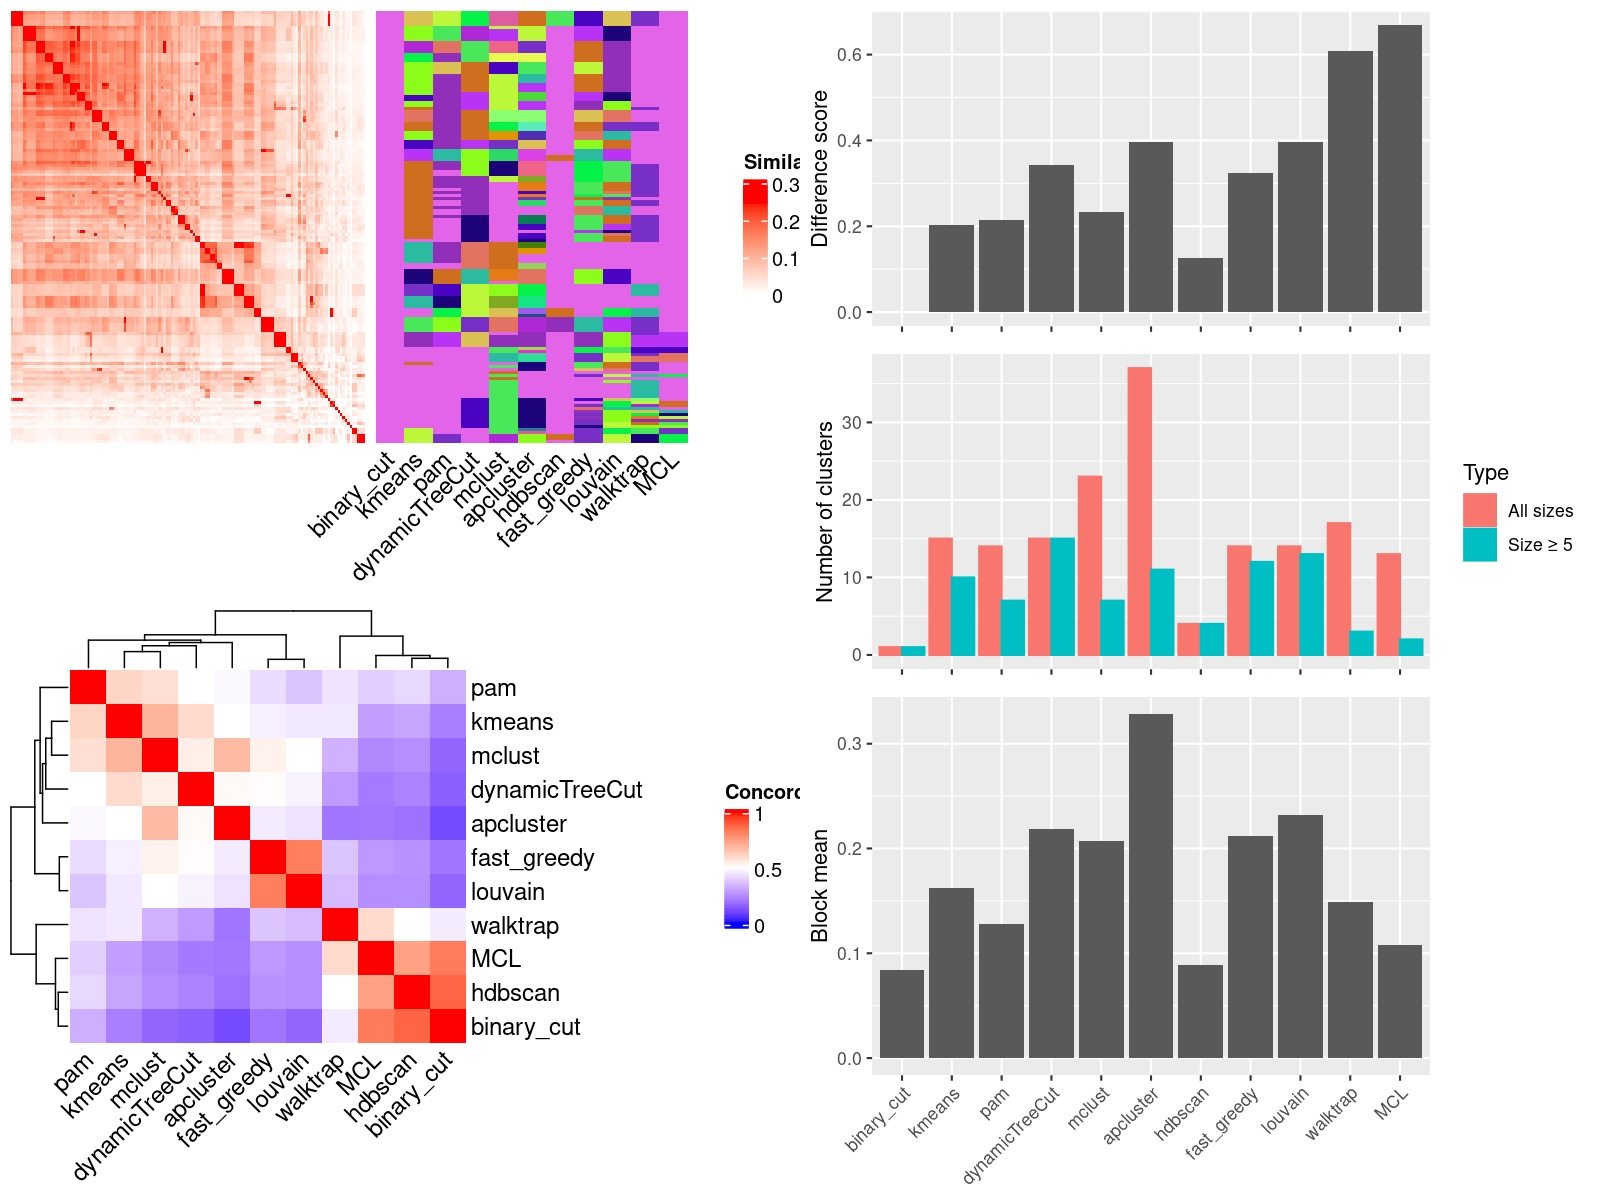 Simila
0.3
0.2
0.1
0
binary_cut
kmeans
pam
dynamicTreeCut
mclust
apcluster
hdbscan
fast_greedy
louvain
walktrap
MCL
pam
kmeans
mclust
dynamicTreeCut
apcluster
fast_greedy
louvain
walktrap
MCL
hdbscan
binary_cut
Concord
1
0.5
0
pam
kmeans
mclust
dynamicTreeCut
apcluster
fast_greedy
louvain
walktrap
MCL
hdbscan
binary_cut
Difference score
0.6
0.4
0.2
0.0
Number of clusters
30
20
10
0
Type
All sizes
Size ≥ 5
Block mean
0.3
0.2
0.1
0.0
binary_cut
kmeans
pam
dynamicTreeCut
mclust
apcluster
hdbscan
fast_greedy
louvain
walktrap
MCL